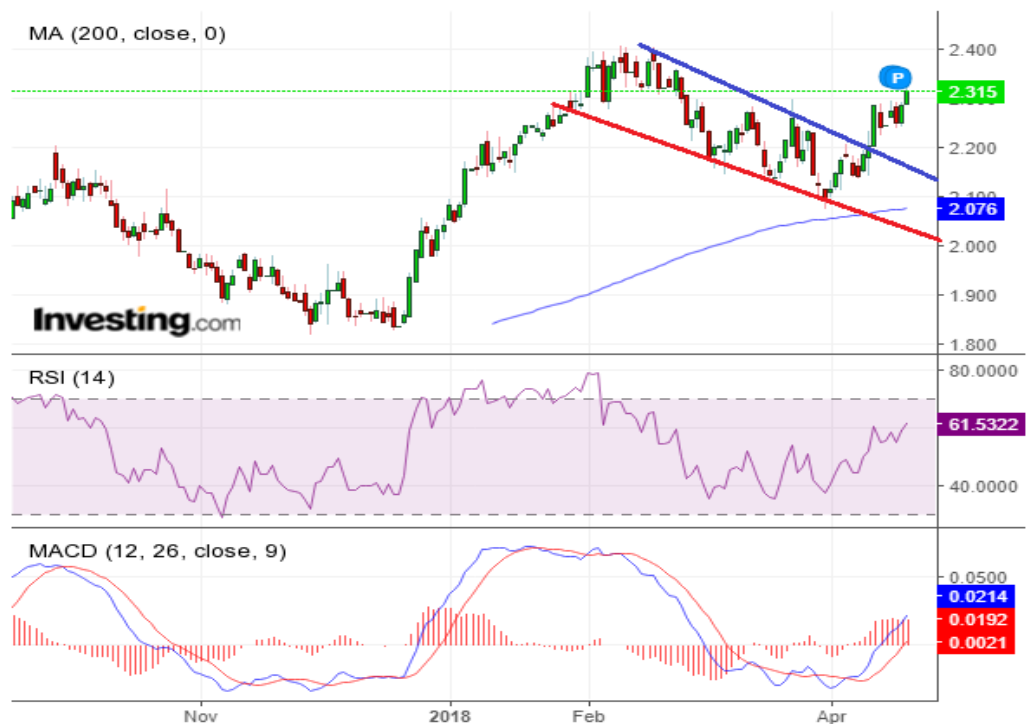 MA (200, close, 0)
P
2.400
2.315
2.200
2.100
2.076
2.000
1.900
1.800
Investing.com
RSI (14)
80.0000
61.5322
40.0000
MACD (12, 26, close, 9)
0.0500
0.0214
0.0192
0.0021
Nov
2018
Feb
Apr